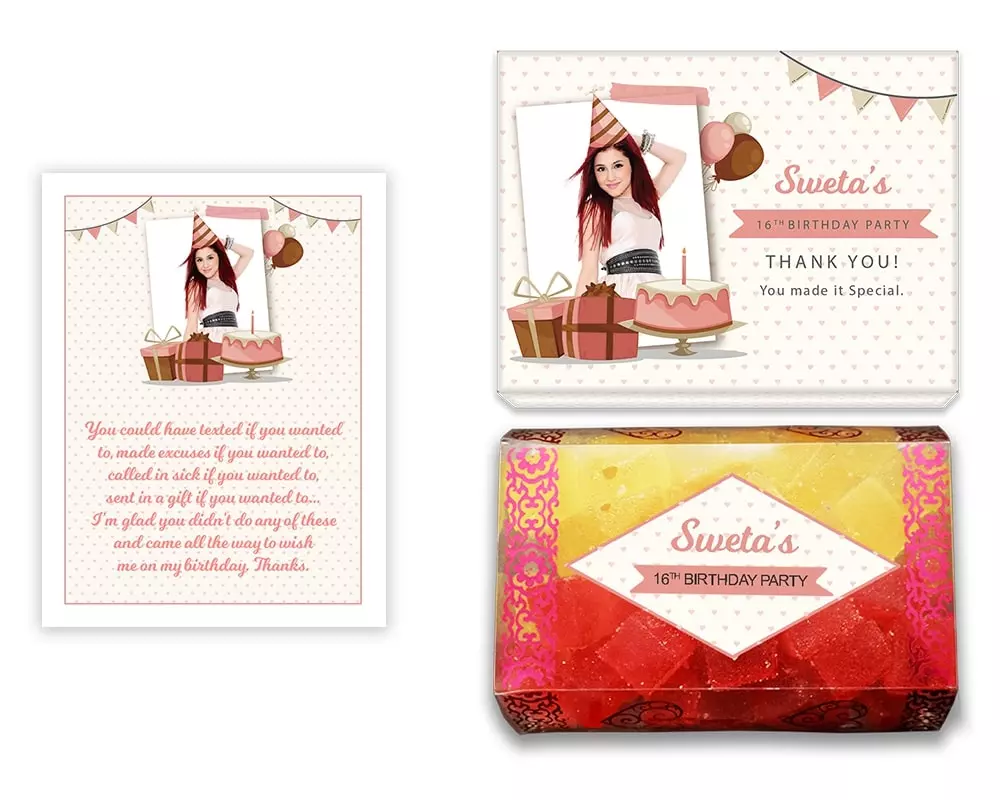 You could have texted if you wanted
to, made excuses if you wanted to,
called in sick if you wanted to,
sent in a gift if you wanted to...
I'm glad you didn't do any of these
and came all the way to wish
me on my birthday. Thanks.
Sweta's
16TH BIRTHDAY PARTY
THANK YOU!
You made it Special.
Sweta's
16TH BIRTHDAY PARTY